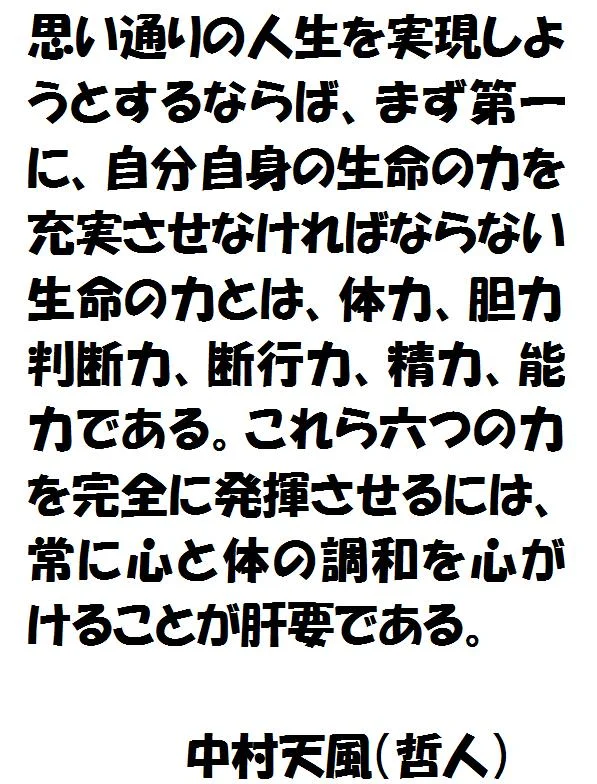 思い通りの人生を実現しよ
うとするならば、まず第一
に、自分自身の生命の力を
充実させなければならない
生命の力とは、体力、胆力
判断力、断行力、精力、能
力である。これら六つの力
を完全に発揮させるには、
常に心と体の調和を心が
けることが肝要である。
中村天風(哲人)